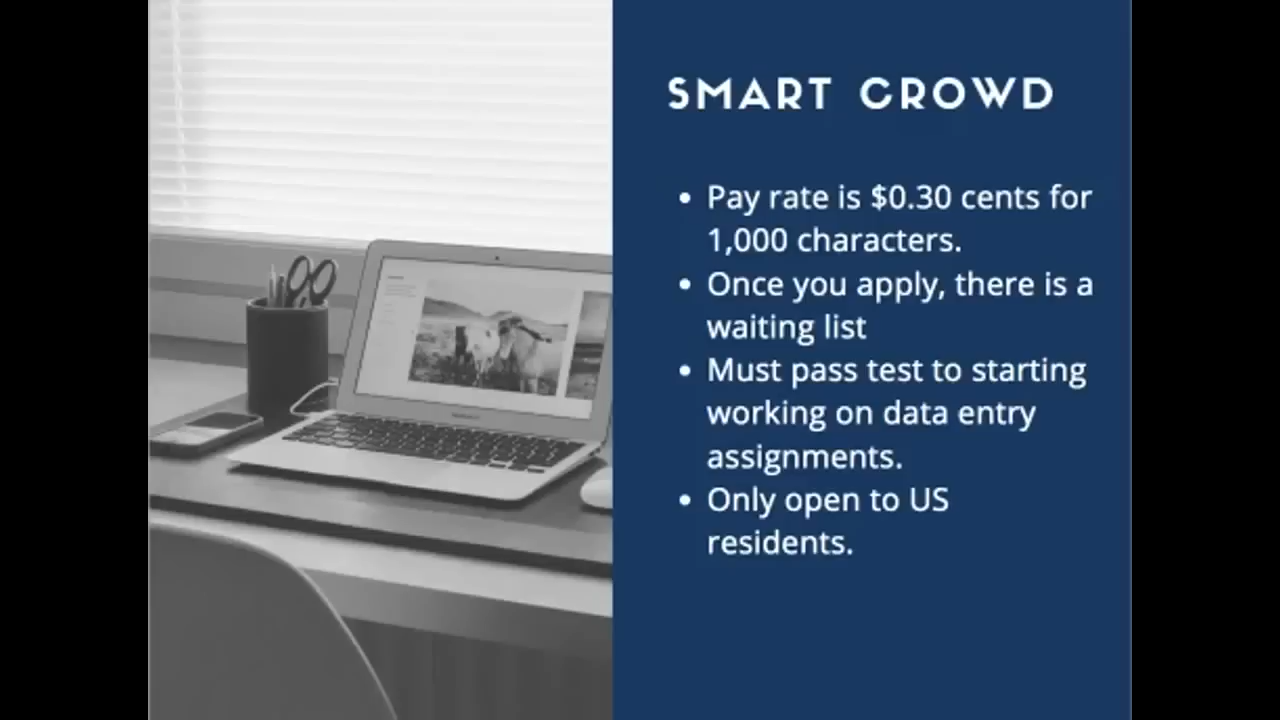 SMART CROWD
• Pay rate is $0.30 cents for
1,000 characters.
• Once you apply, there is a
waiting list
• Must pass test to starting
working on data entry
assignments.
• Only open to US
residents.